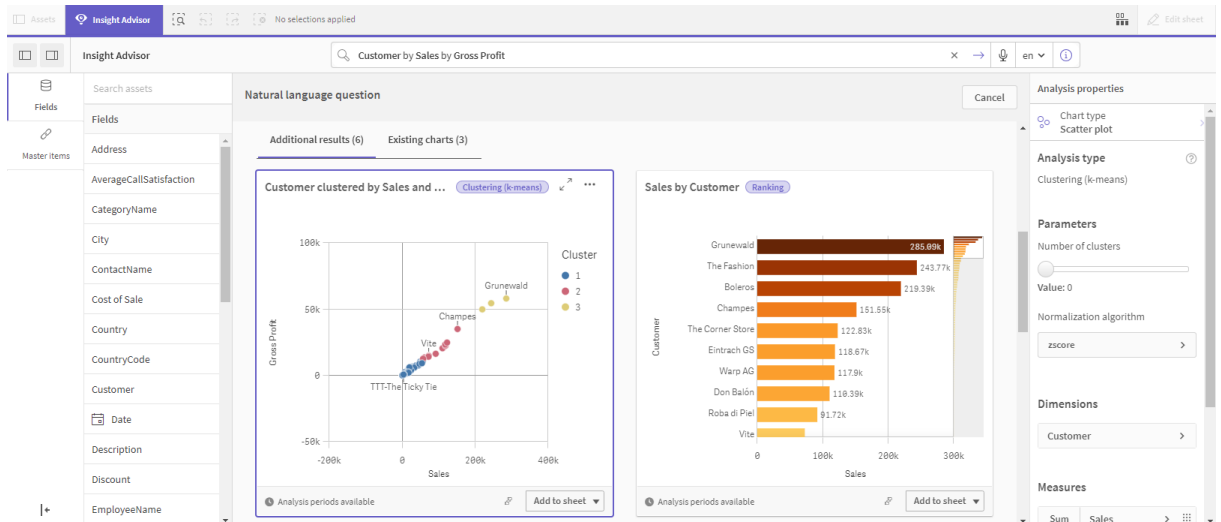 Assets
Insight Advisor
No selections applied
Edit sheet
Insight Advisor
Customer by Sales by Gross Profit
en
Fields
Master Items
Search assets
Fields
Address
AverageCallSatisfaction
CategoryName
City
ContactName
Cost of Sale
Country
CountryCode
Customer
Date
Description
Discount
EmployeeName
Natural language question
Cancel
Additional results (6)
Existing charts (3)
Customer clustered by Sales and ...
Clustering (k-means)
100k
50k
0
-50k
Gross Profit
Grunewald
Champes
Vite
TTT-The Ticky Tie
-200k
0
200k
400k
Sales
Cluster
1
2
3
Analysis periods available
Add to sheet
Sales by Customer
Ranking
Customer
Grunewald 285.09k
The Fashion 243.77k
Boleros 219.39k
Champes 151.55k
The Corner Store 122.83k
Eintrach GS 118.67k
Warp AG 117.9k
Don Balón 110.39k
Roba di Piel 91.72k
Vite
0
100k
200k
300k
Sales
Analysis periods available
Add to sheet
Analysis properties
Chart type
Scatter plot
Analysis type
Clustering (k-means)
Parameters
Number of clusters
Value: 0
Normalization algorithm
zscore
Dimensions
Customer
Measures
Sum Sales